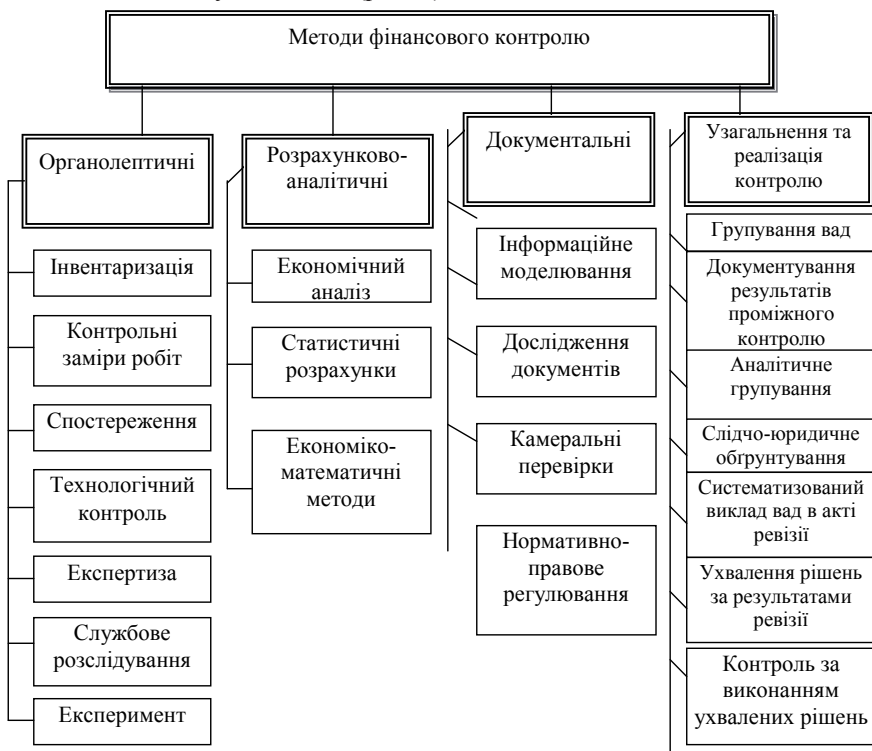 Методи фінансового контролю
Органолептичні
Інвентаризація
Контрольні
заміри робіт
Спостереження
Технологічний
контроль
Експертиза
Службове
розслідування
Експеримент
Розрахунково-
аналітичні
Економічний
аналіз
Статистичні
розрахунки
Економіко-
математичні
методи
Документальні
Інформаційне
моделювання
Дослідження
документів
Камеральні
перевірки
Нормативно-
правове
регулювання
Узагальнення та
реалізація
контролю
Групування вад
Документування
результатів
проміжного
контролю
Аналітичне
групування
Слідчо-юридичне
обґрунтування
Систематизований
виклад вад в акті
ревізії
Ухвалення рішень
за результатами
ревізії
Контроль за
виконанням
ухвалених рішень